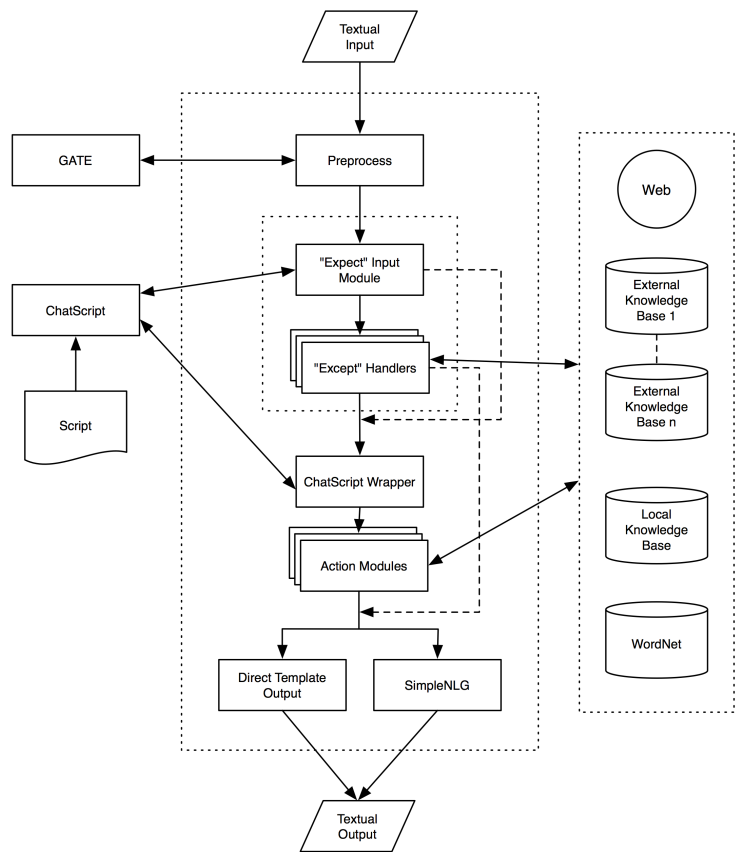 Textual
Input
GATE
Preprocess
Web
"Expect" Input
Module
External
Knowledge
Base 1
ChatScript
"Except" Handlers
External
Knowledge
Base n
Script
ChatScript Wrapper
Local
Knowledge
Base
Action Modules
WordNet
Direct Template
Output
SimpleNLG
Textual
Output